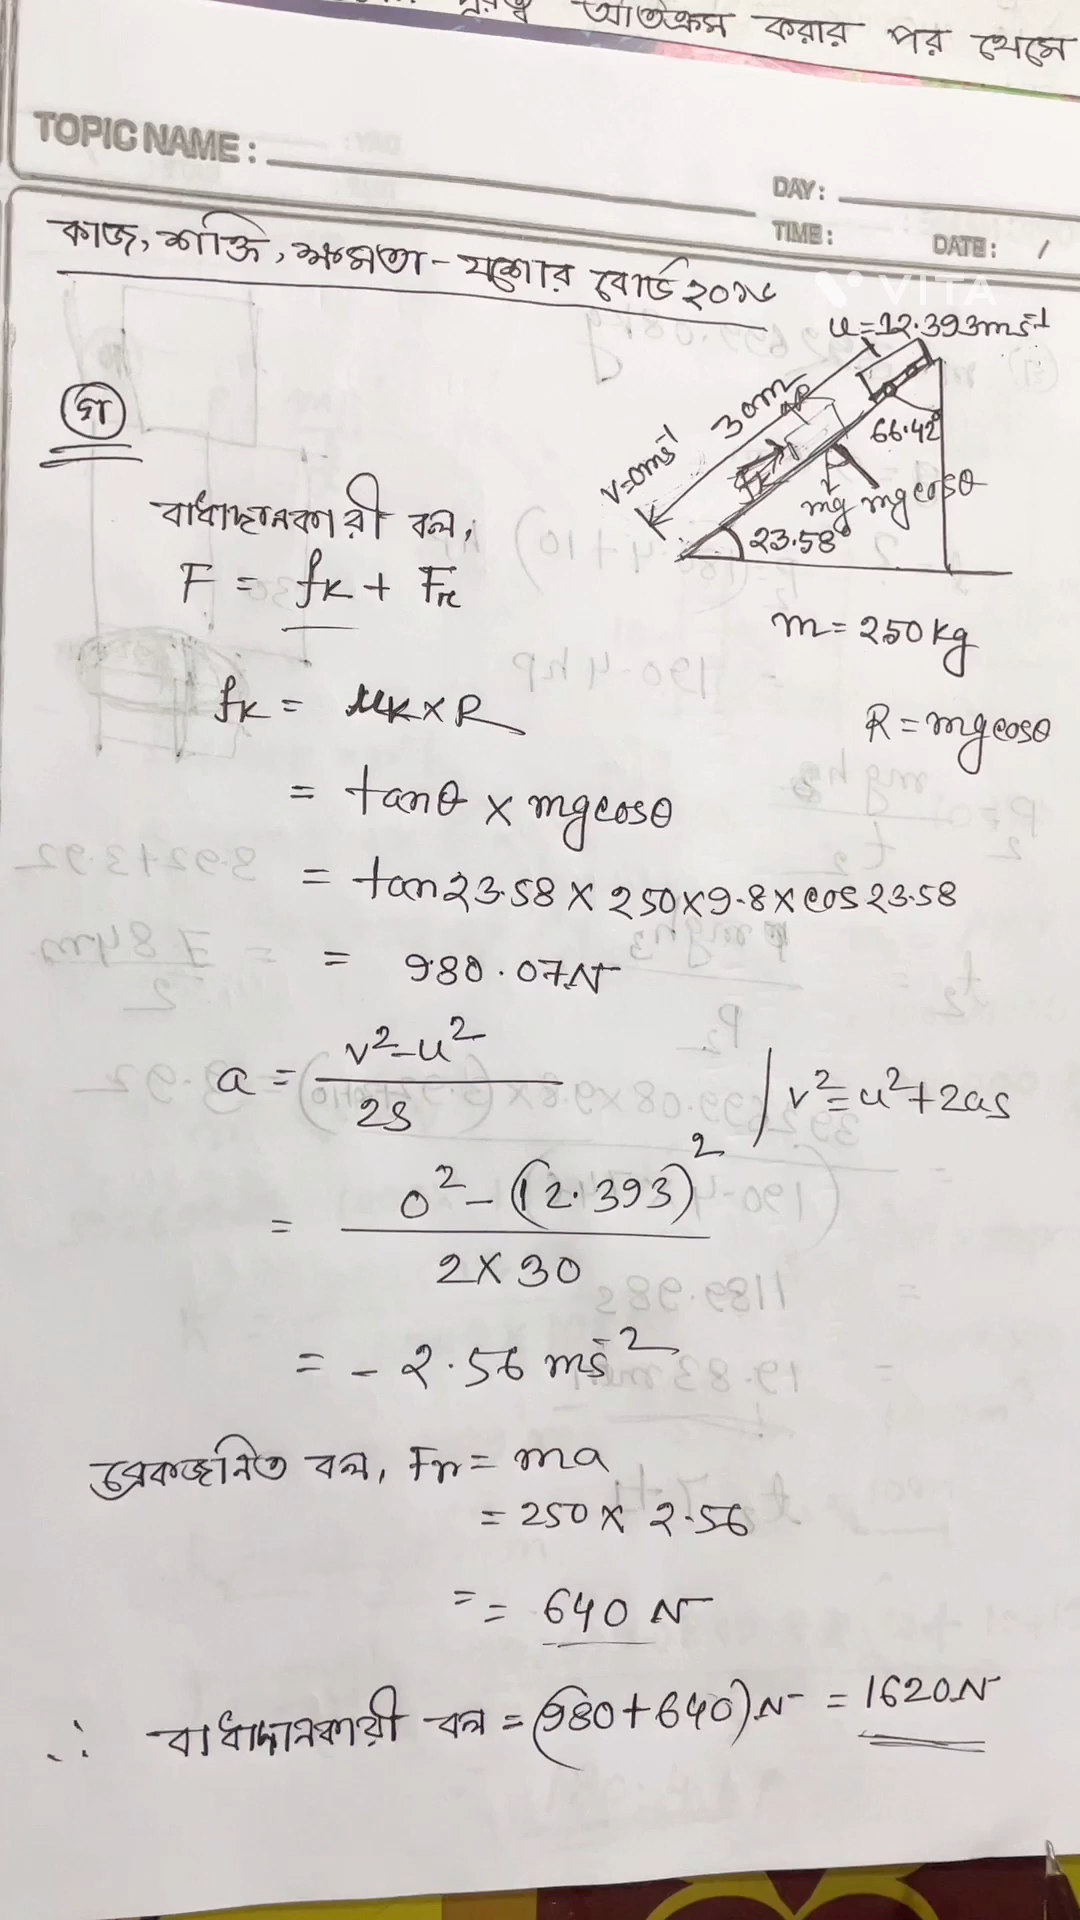 আতিক্রম করার পর থেমে
TOPIC NAME :
DAY :
TIME :
DATE : /
কাজ, শক্তি, ক্ষমতা - যশোর বোর্ড ২০১৮
VITA
u=12.393ms⁻¹
30m
v=0ms⁻¹
66.42°
mg mgcosθ
23.58°
m = 250kg
গ
বাধাদানকারী বল,
F = fk + Fr
fk = μk × R
R = mgcosθ
= tanθ × mgcosθ
= tan23.58 × 250×9.8×cos23.58
= 980.07N
a = v²-u² / 2s
v²=u²+2as
= 0² - (12.393)² / 2×30
= - 2.56 ms⁻²
ব্রেকজনিত বল, Fr = ma
= 250 × 2.56
= = 640 N
∴ বাধাদানকারী বল = (980+640)N = 1620N